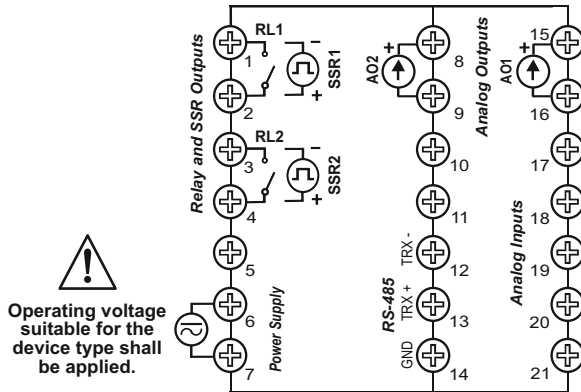 Relay and SSR Outputs
RL1
SSR1
−
+
1
2
RL2
SSR2
−
+
3
4
5
6
7
Power Supply
Operating voltage
suitable for the
device type shall
be applied.
AO2
+
8
9
10
11
TRX -
12
RS-485
TRX +
13
GND
14
Analog Outputs
AO1
+
15
16
17
18
Analog Inputs
19
20
21